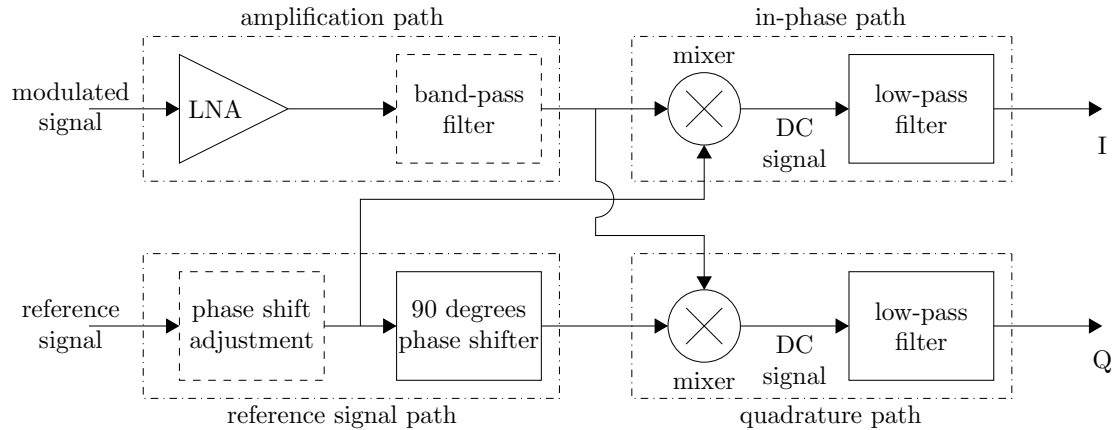 amplification path
in-phase path
modulated
signal
LNA
band-pass
filter
mixer
DC
signal
low-pass
filter
I
reference
signal
phase shift
adjustment
90 degrees
phase shifter
mixer
DC
signal
low-pass
filter
Q
reference signal path
quadrature path